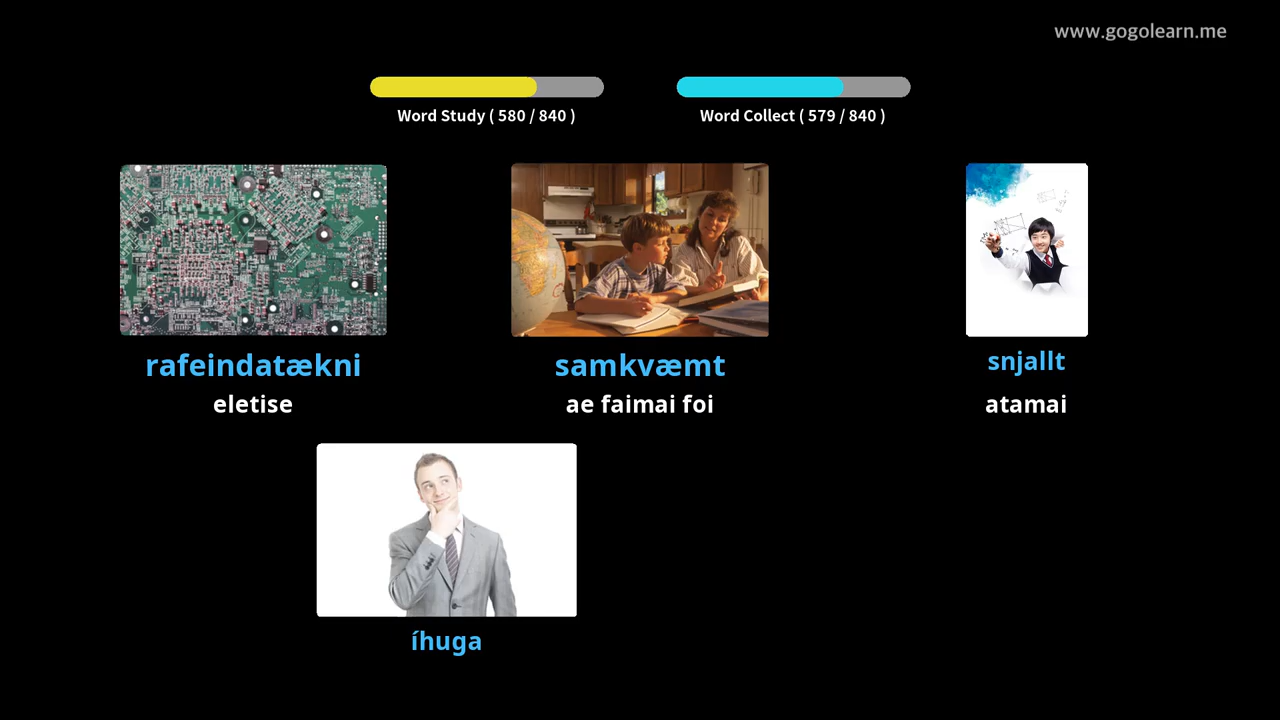 www.gogolearn.me
Word Study ( 580 / 840 )
Word Collect ( 579 / 840 )
rafeindatækni
eletise
samkvæmt
ae faimai foi
snjallt
atamai
íhuga